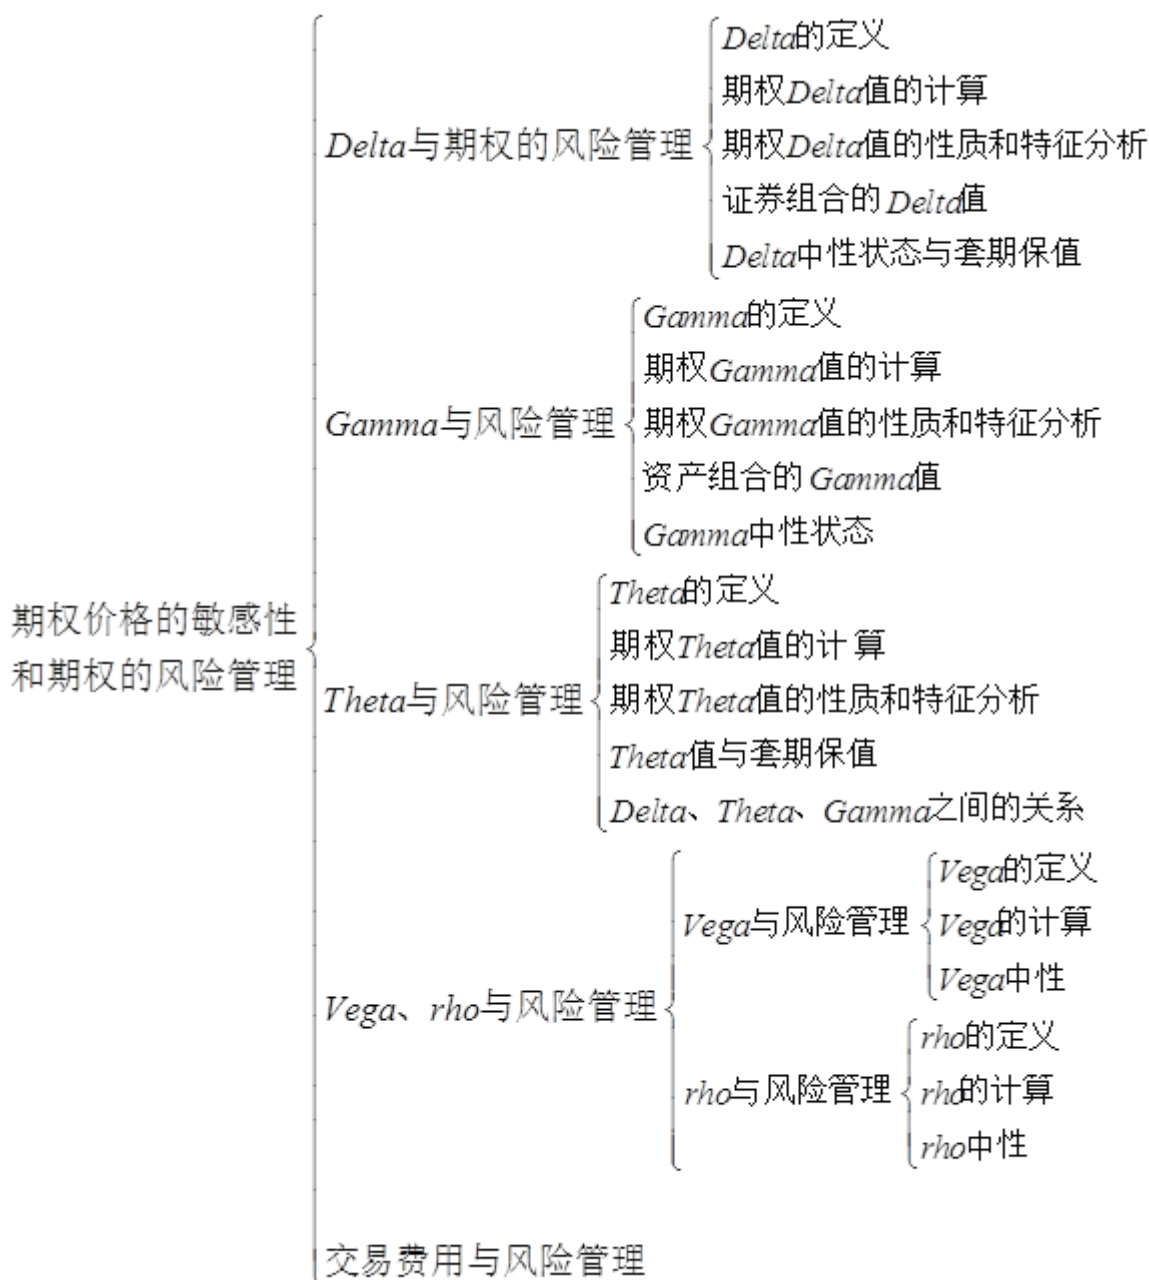 期权价格的敏感性
和期权的风险管理
Delta与期权的风险管理
Delta的定义
期权Delta值的计算
期权Delta值的性质和特征分析
证券组合的Delta值
Delta中性状态与套期保值
Gamma与风险管理
Gamma的定义
期权Gamma值的计算
期权Gamma值的性质和特征分析
资产组合的Gamma值
Gamma中性状态
Theta与风险管理
Theta的定义
期权Theta值的计算
期权Theta值的性质和特征分析
Theta值与套期保值
Delta、Theta、Gamma之间的关系
Vega、rho与风险管理
Vega与风险管理
Vega的定义
Vega的计算
Vega中性
rho与风险管理
rho的定义
rho的计算
rho中性
交易费用与风险管理